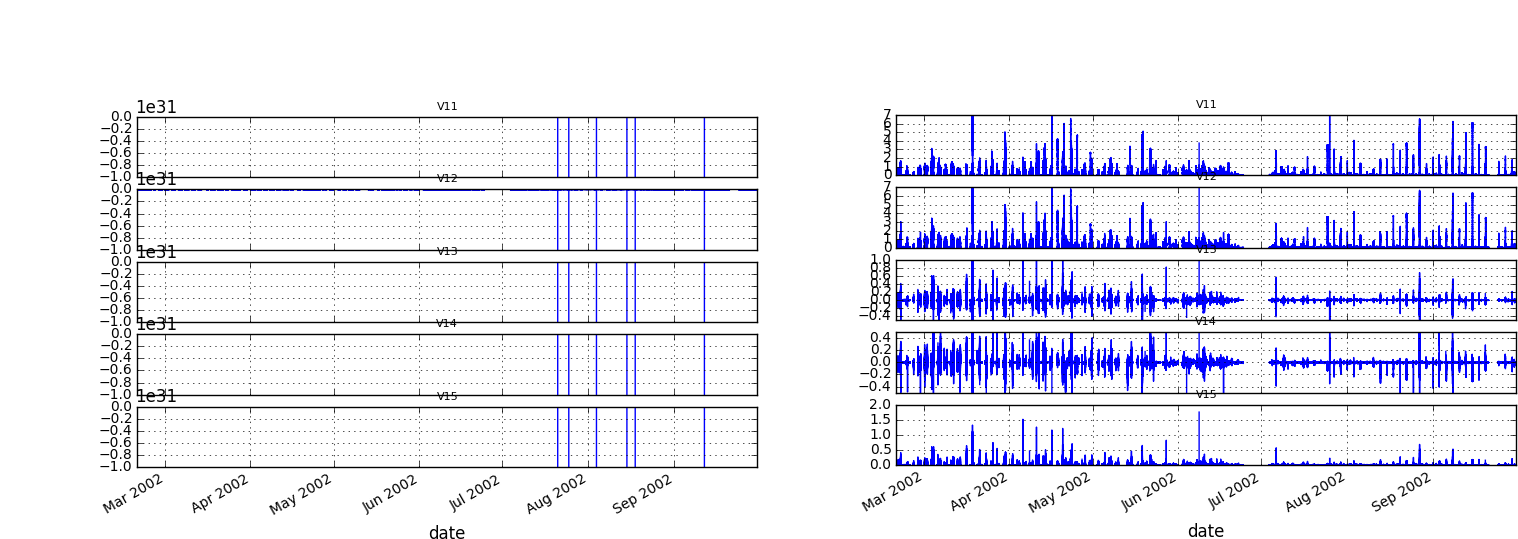 1e31
V11
0.0
−0.2
−0.4
−0.6
−0.8
−1.0
1e31
V12
0.0
−0.2
−0.4
−0.6
−0.8
−1.0
1e31
V13
0.0
−0.2
−0.4
−0.6
−0.8
−1.0
1e31
V14
0.0
−0.2
−0.4
−0.6
−0.8
−1.0
1e31
V15
0.0
−0.2
−0.4
−0.6
−0.8
−1.0
Mar 2002
Apr 2002
May 2002
Jun 2002
Jul 2002
Aug 2002
Sep 2002
date
V11
7
6
5
4
3
2
1
0
V12
7
6
5
4
3
2
1
0
V13
1.0
0.8
0.6
0.4
0.2
0.0
−0.2
−0.4
V14
0.4
0.2
0.0
−0.2
−0.4
V15
2.0
1.5
1.0
0.5
0.0
Mar 2002
Apr 2002
May 2002
Jun 2002
Jul 2002
Aug 2002
Sep 2002
date